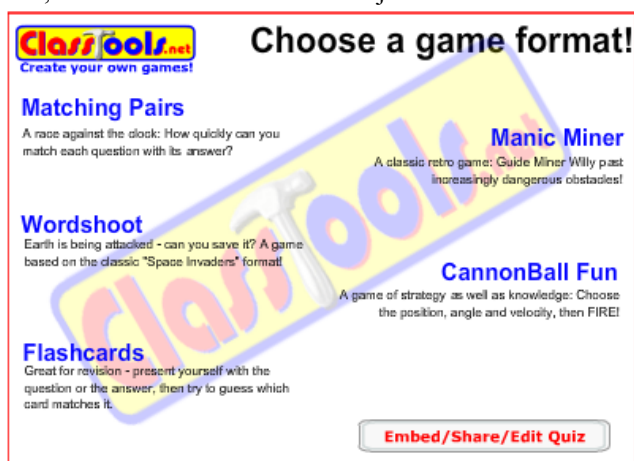 ClassTools.net
Create your own games!
Choose a game format!
Matching Pairs
A race against the clock: How quickly can you
match each question with its answer?
Manic Miner
A classic retro game: Guide Miner Willy past
increasingly dangerous obstacles!
Wordshoot
Earth is being attacked - can you save it? A game
based on the classic "Space Invaders" format!
CannonBall Fun
A game of strategy as well as knowledge: Choose
the position, angle and velocity, then FIRE!
Flashcards
Great for revision - present yourself with the
question or the answer, then try to guess which
card matches it.
ClassTools.net
Embed/Share/Edit Quiz